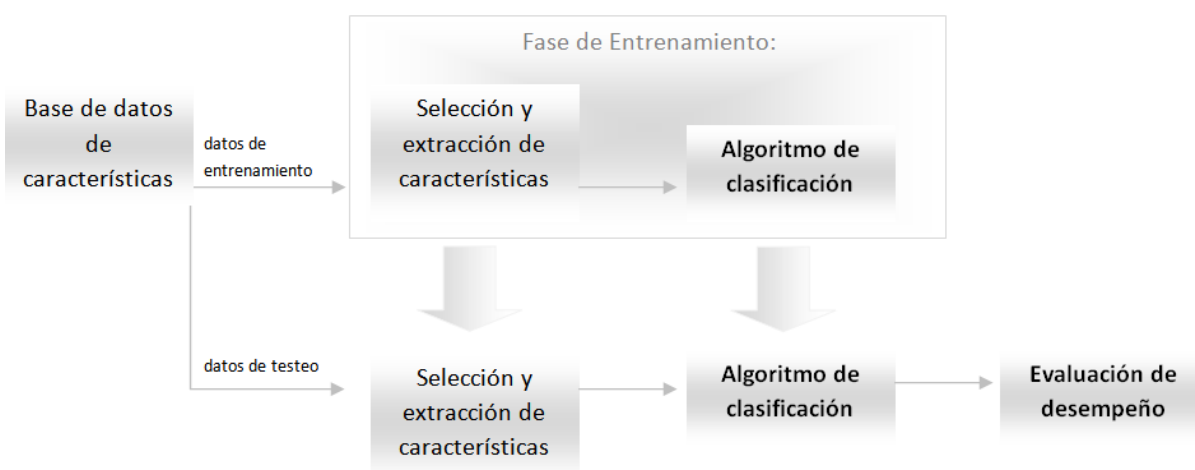 Fase de Entrenamiento:
Base de datos
de
características
datos de
entrenamiento
Selección y
extracción de
características
Algoritmo de
clasificación
datos de testeo
Selección y
extracción de
características
Algoritmo de
clasificación
Evaluación de
desempeño